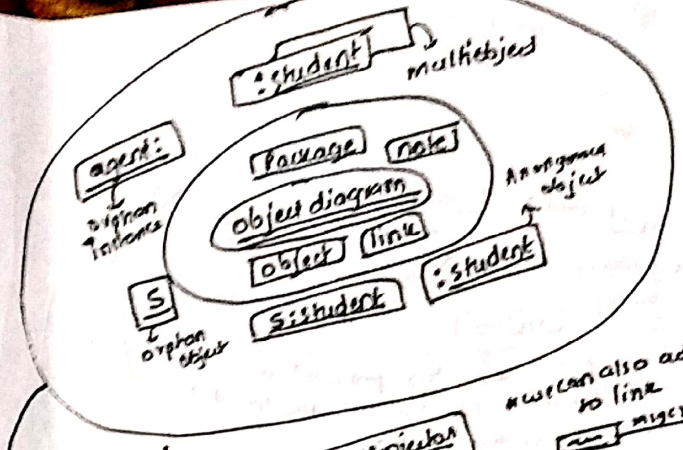 :student
multiobject
agent:
orphan
Instance
Package
note
object diagram
object
link
Anonymous
object
:student
S
orphan
object
S:student
we can also ad
to link